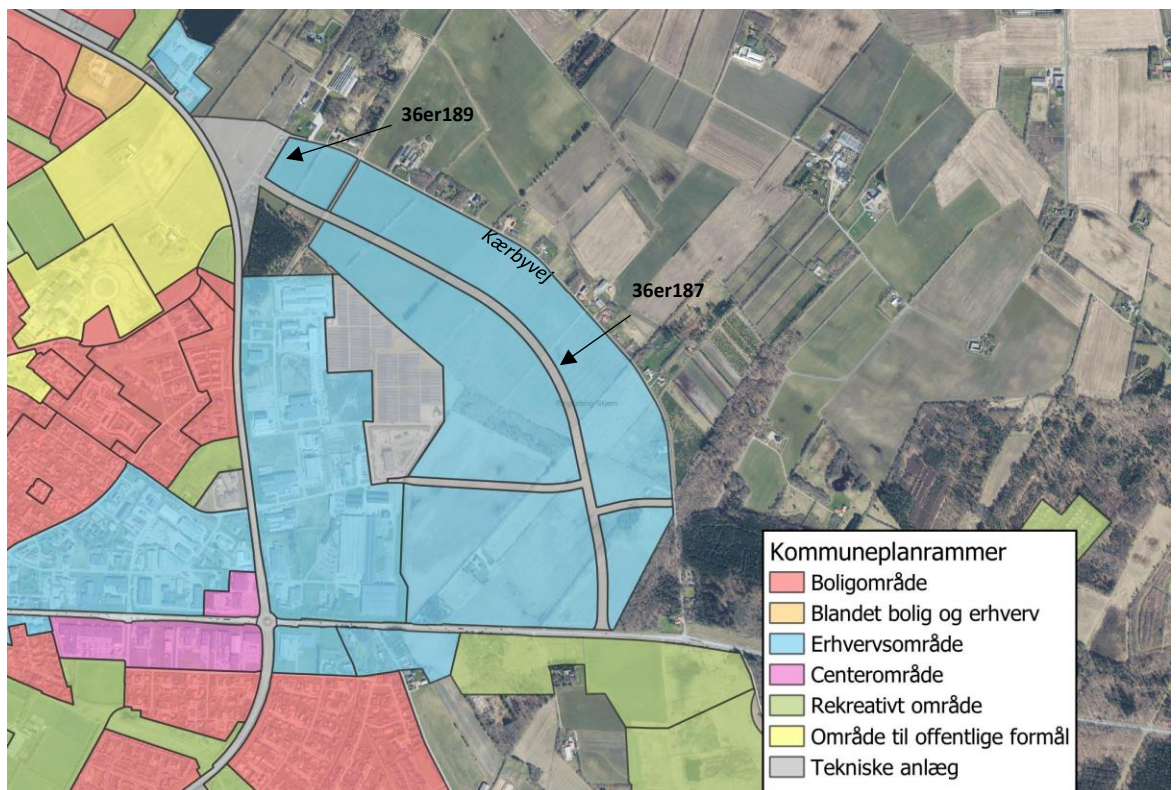 36er189
Kærbyvej
36er187
Kommuneplanrammer
Boligområde
Blandet bolig og erhverv
Erhvervsområde
Centerområde
Rekreativt område
Område til offentlige formål
Tekniske anlæg